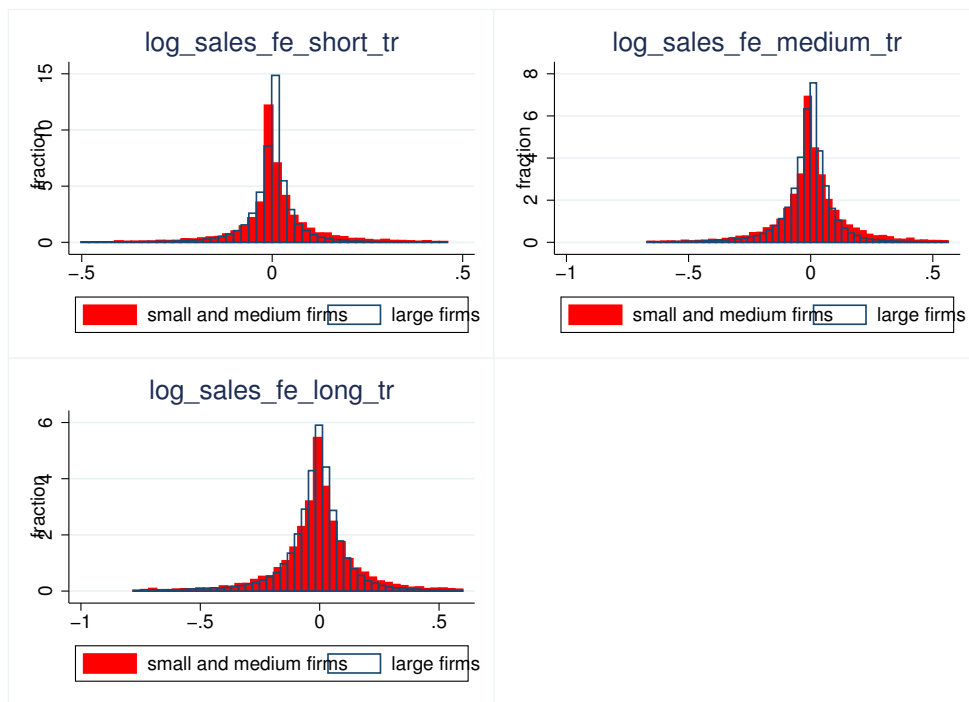 log_sales_fe_short_tr
fraction
15
10
5
0
−.5 0 .5
small and medium firms large firms
log_sales_fe_medium_tr
fraction
8
6
4
2
0
−1 −.5 0 .5
small and medium firms large firms
log_sales_fe_long_tr
fraction
6
4
2
0
−1 −.5 0 .5
small and medium firms large firms